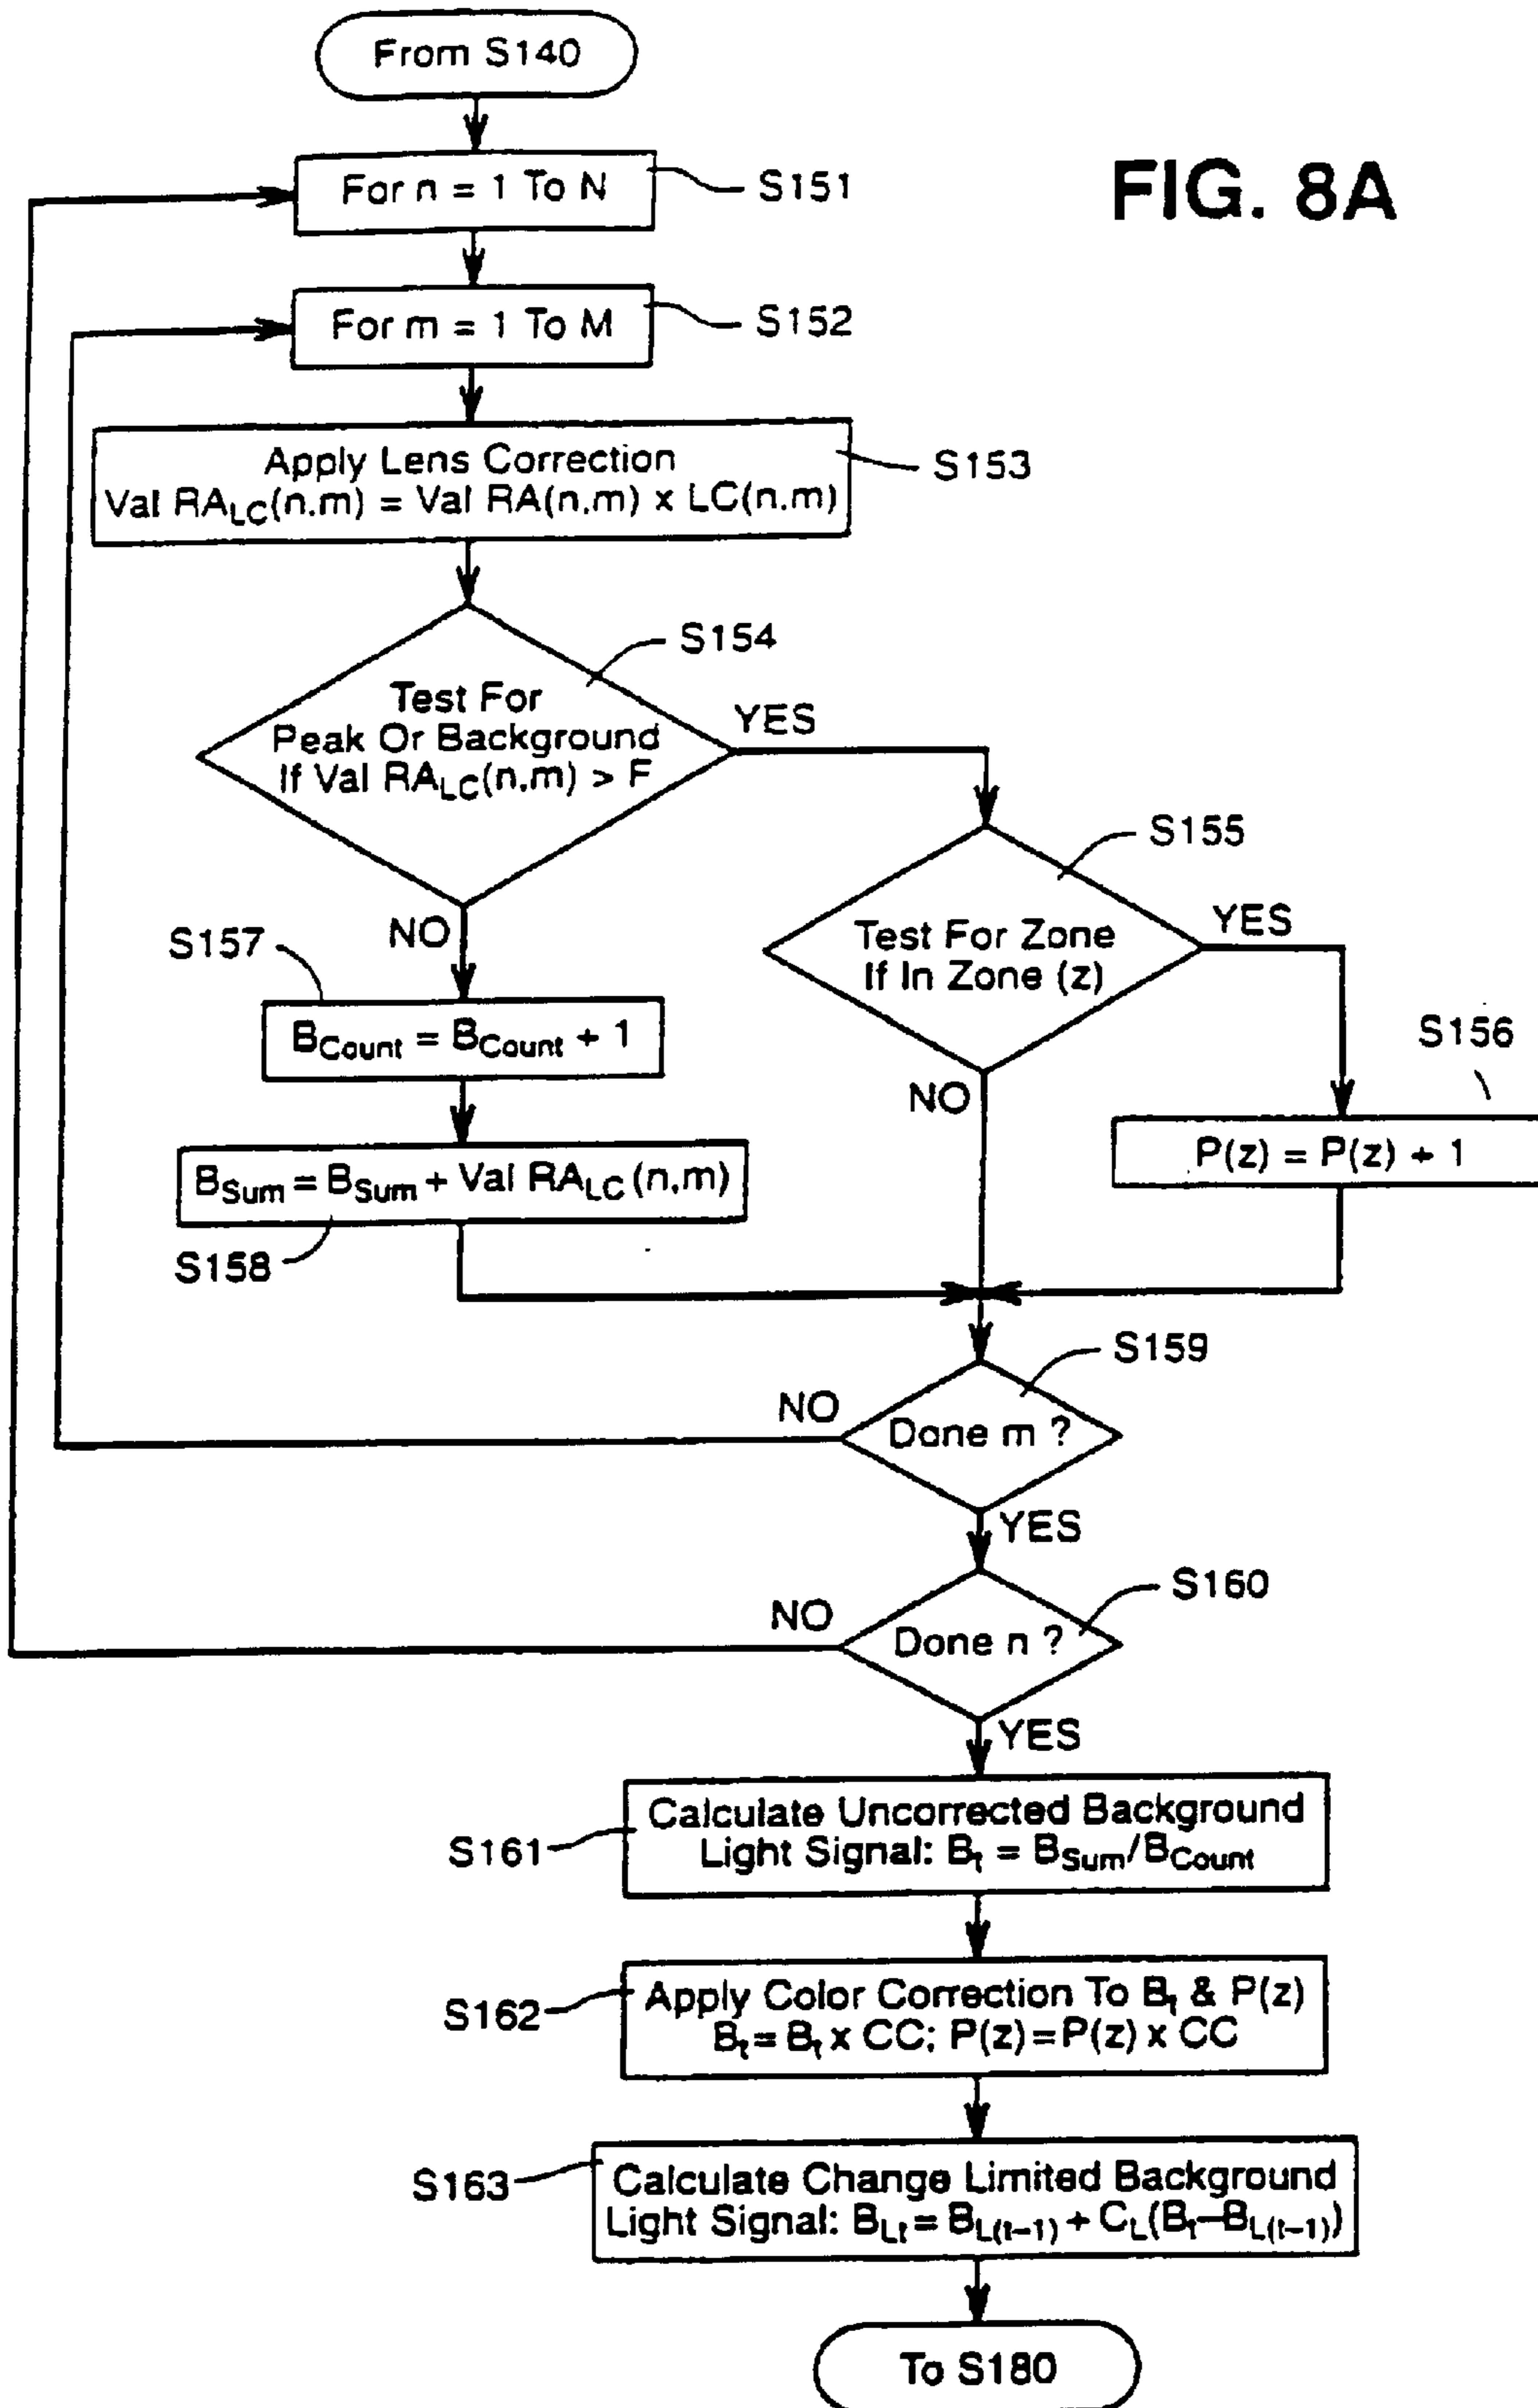 From S140
FIG. 8A
For n = 1 To N
S151
For m = 1 To M
S152
Apply Lens Correction
Val RA_LC(n.m) = Val RA(n.m) x LC(n.m)
S153
S154
Test For
Peak Or Background
If Val RA_LC(n.m) > F
YES
NO
S155
Test For Zone
If In Zone (z)
YES
NO
S156
P(z) = P(z) + 1
S157
B_Count = B_Count + 1
B_Sum = B_Sum + Val RA_LC (n,m)
S158
S159
Done m ?
NO
YES
S160
Done n ?
NO
YES
S161
Calculate Uncorrected Background
Light Signal: B_t = B_Sum/B_Count
S162
Apply Color Correction To B_t & P(z)
B_t = B_t x CC; P(z) = P(z) x CC
S163
Calculate Change Limited Background
Light Signal: B_Lt = B_L(t-1) + C_L(B_t-B_L(t-1))
To S180